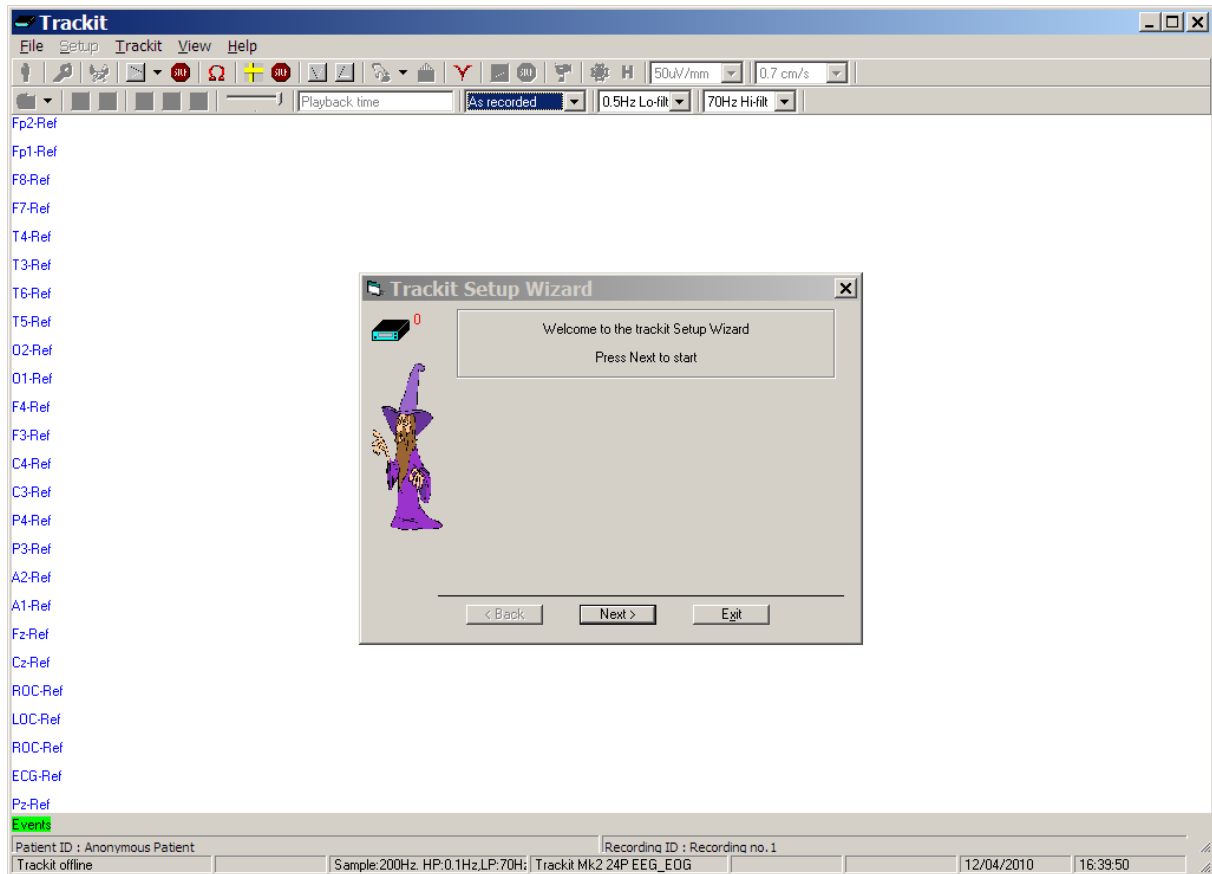 Trackit
File Setup Trackit View Help
50uV/mm 0.7 cm/s
Playback time As recorded 0.5Hz Lo-filt 70Hz Hi-filt
Fp2-Ref
Fp1-Ref
F8-Ref
F7-Ref
T4-Ref
T3-Ref
T6-Ref
T5-Ref
O2-Ref
O1-Ref
F4-Ref
F3-Ref
C4-Ref
C3-Ref
P4-Ref
P3-Ref
A2-Ref
A1-Ref
Fz-Ref
Cz-Ref
ROC-Ref
LOC-Ref
ROC-Ref
ECG-Ref
Pz-Ref
Events
Trackit Setup Wizard
0
Welcome to the trackit Setup Wizard
Press Next to start
< Back Next > Exit
Patient ID : Anonymous Patient Recording ID : Recording no.1
Trackit offline Sample:200Hz. HP:0.1Hz,LP:70H; Trackit Mk2 24P EEG_EOG 12/04/2010 16:39:50